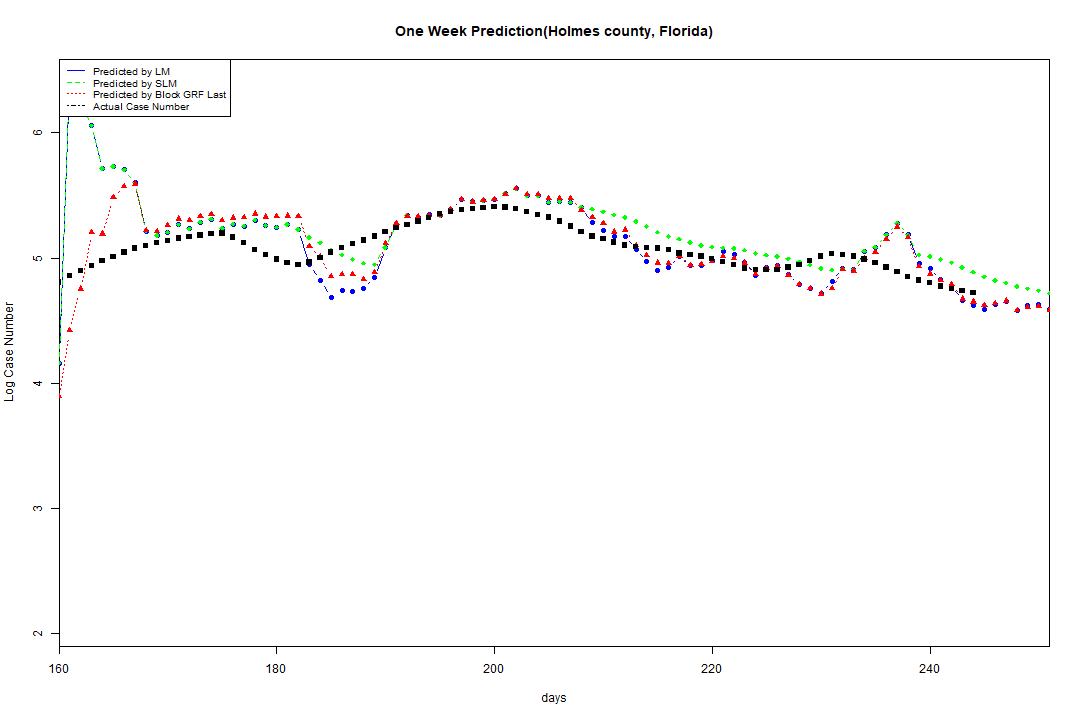 One Week Prediction(Holmes county, Florida)
Predicted by LM
Predicted by SLM
Predicted by Block GRF Last
Actual Case Number
Log Case Number
6
5
4
3
2
160 180 200 220 240
days